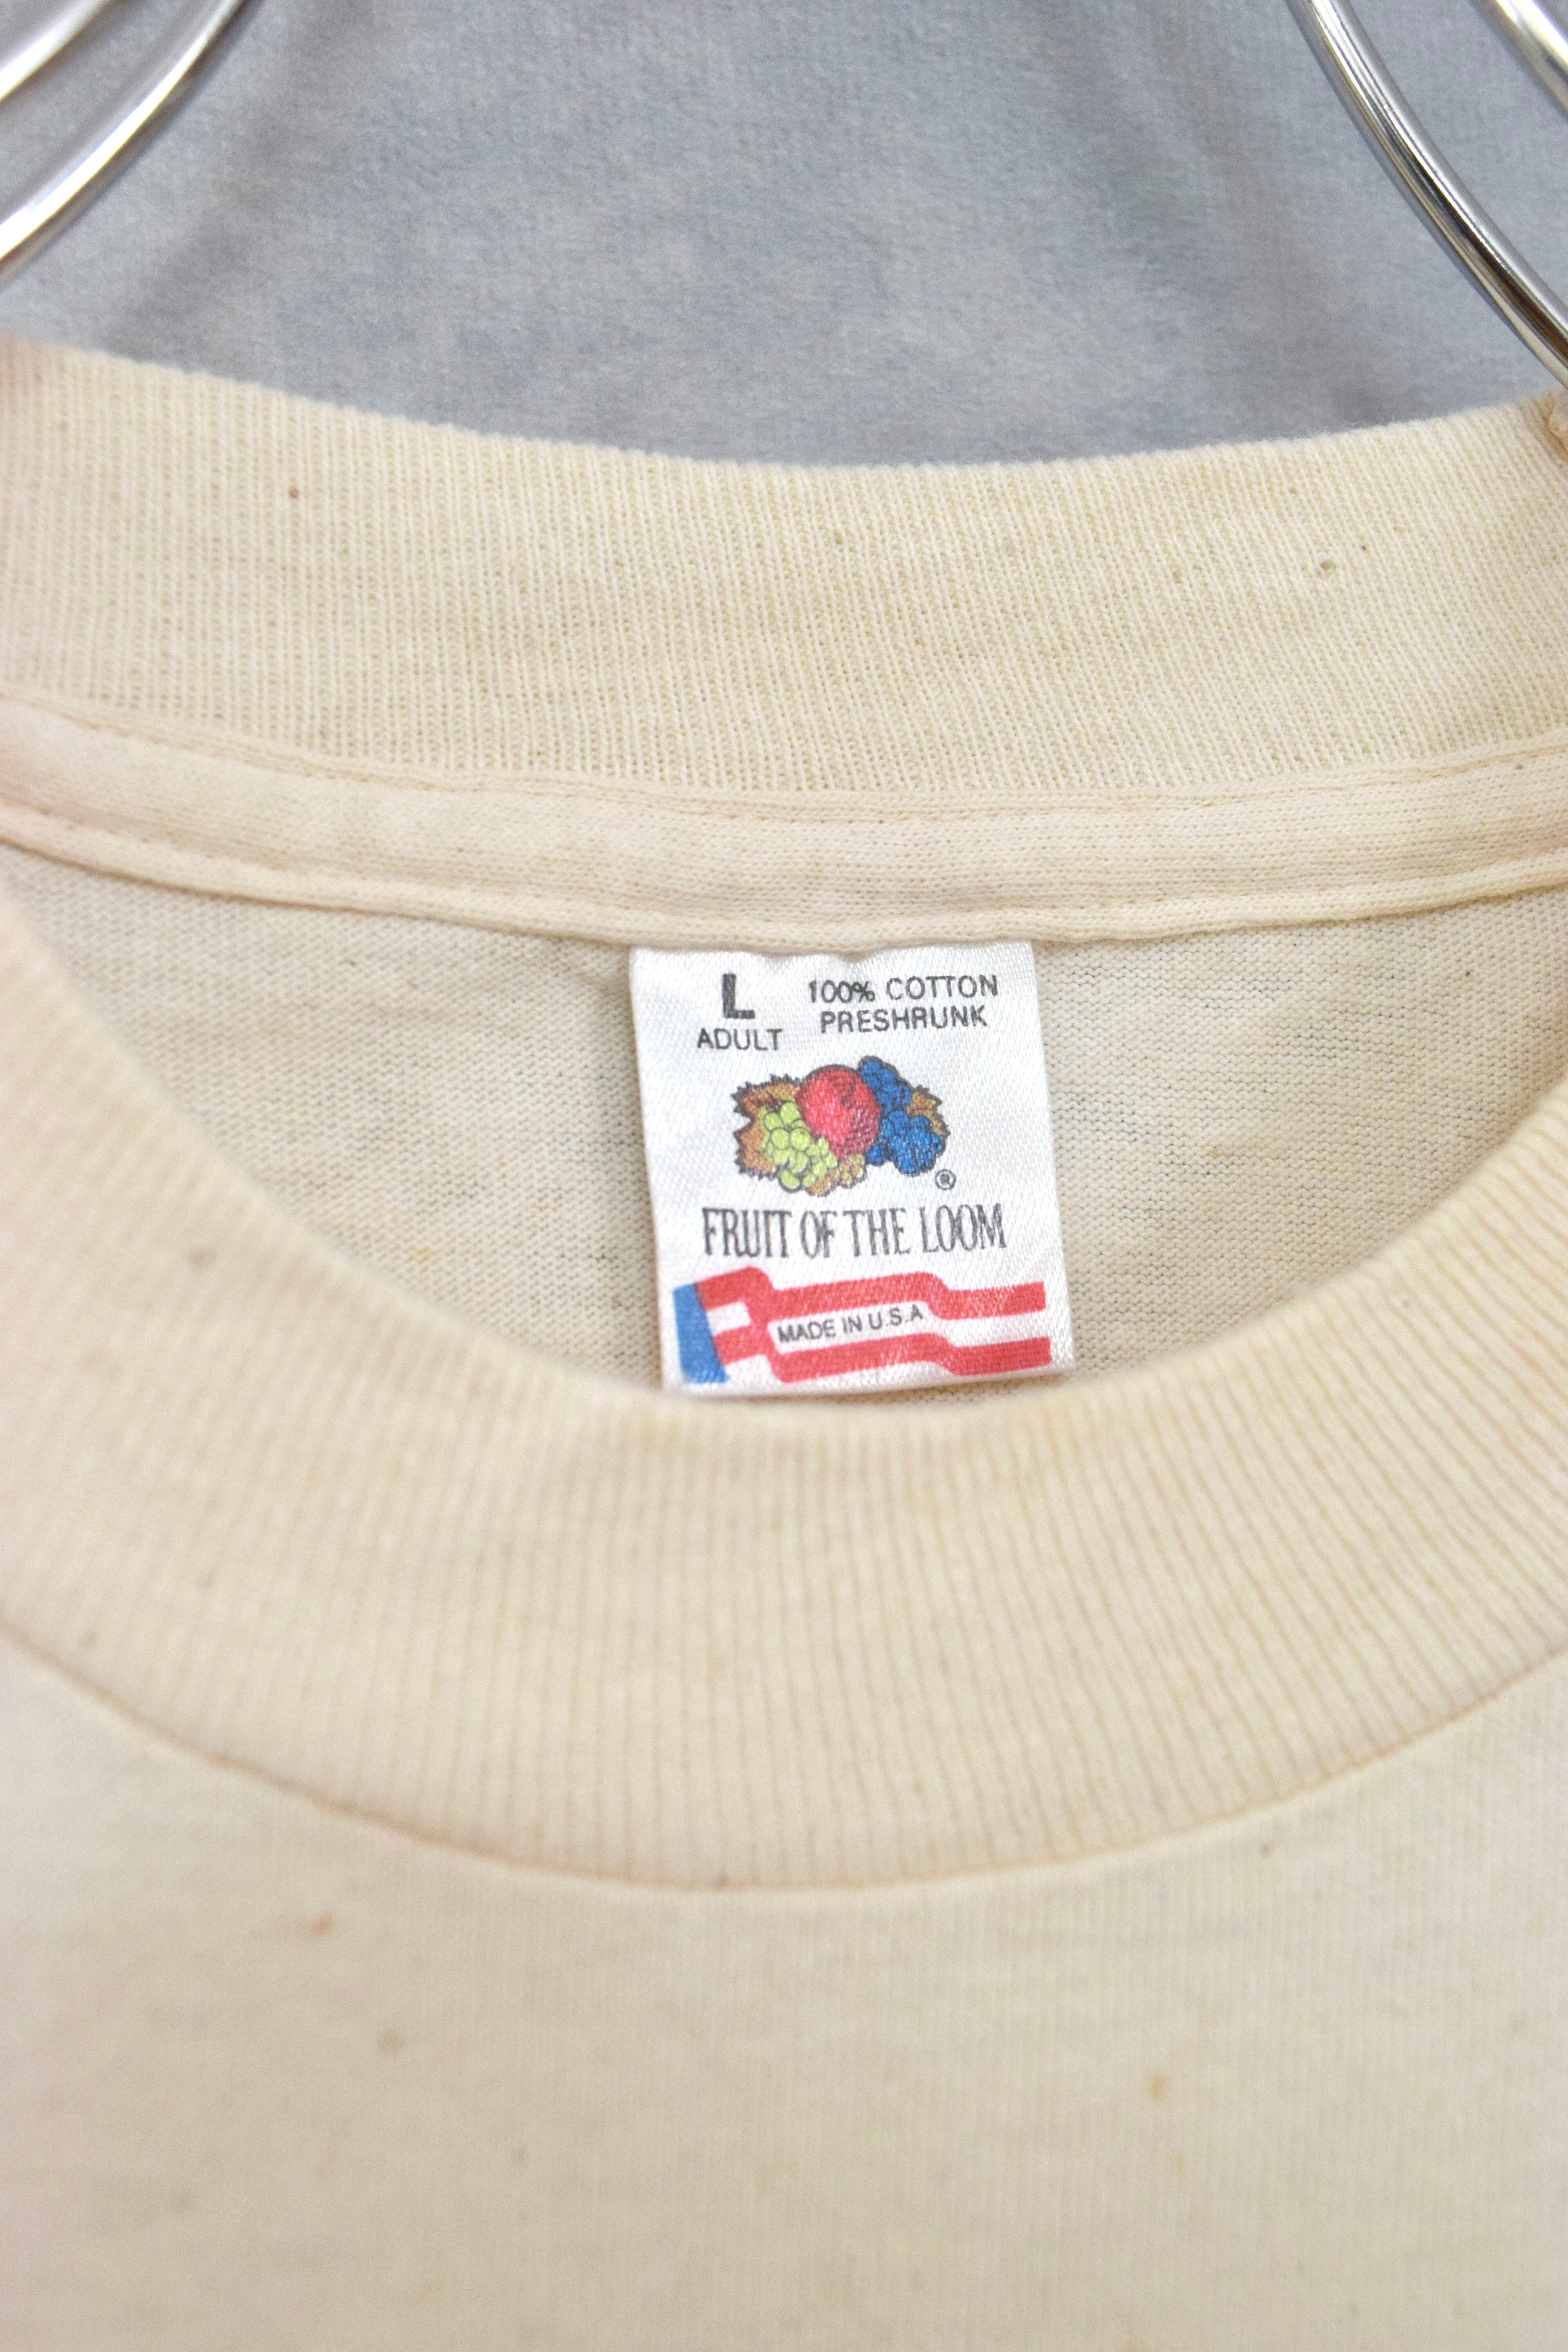 L
ADULT
100% COTTON
PRESHRUNK
®
FRUIT OF THE LOOM
MADE IN U.S.A